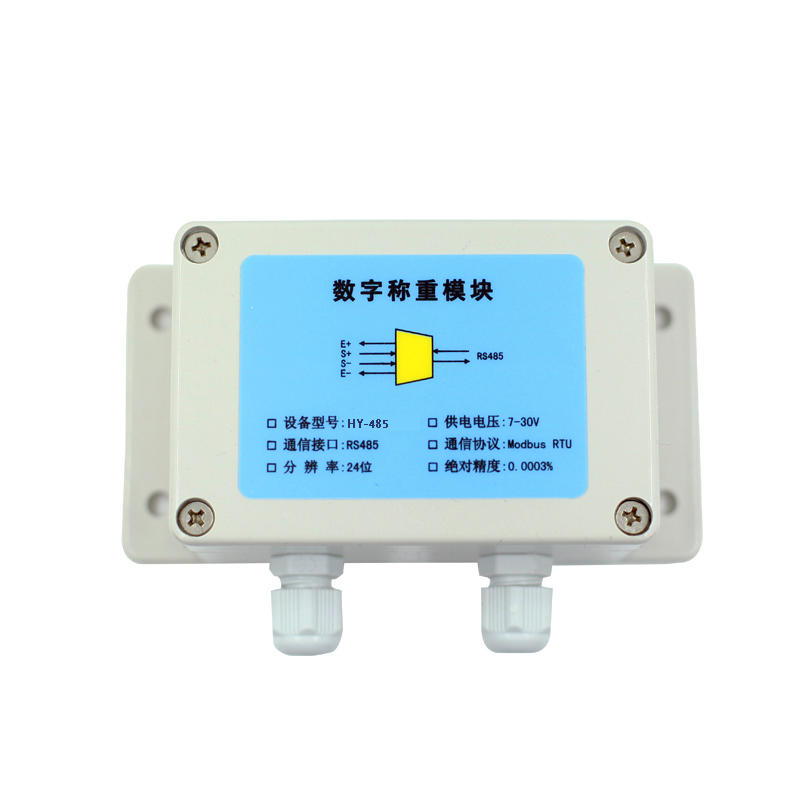 数字称重模块
E+
S+
S-
E-
RS485
□ 设备型号:HY-485
□ 供电电压:7-30V
□ 通信接口:RS485
□ 通信协议:Modbus RTU
□ 分 辨 率:24位
□ 绝对精度:0.0003%